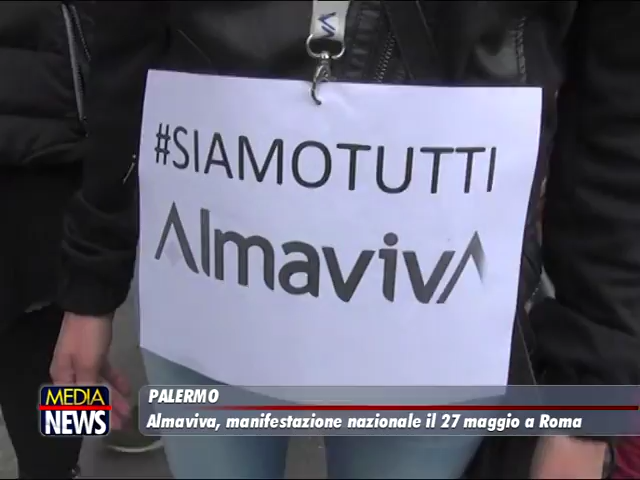 #SIAMOTUTTI
Almaviva
MEDIA
NEWS
PALERMO
Almaviva, manifestazione nazionale il 27 maggio a Roma